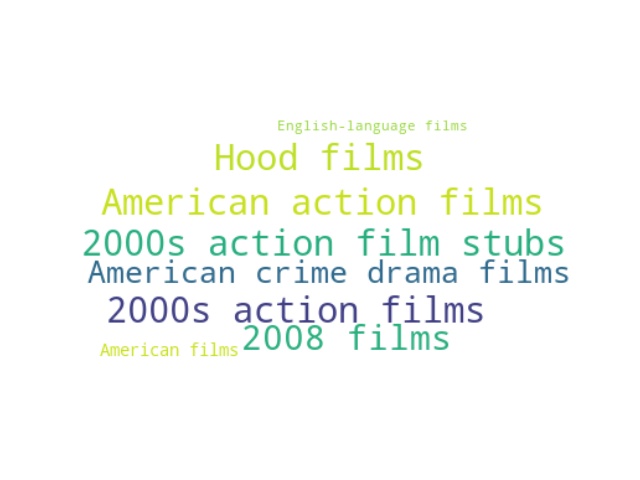 English-language films
Hood films
American action films
2000s action film stubs
American crime drama films
2000s action films
2008 films
American films